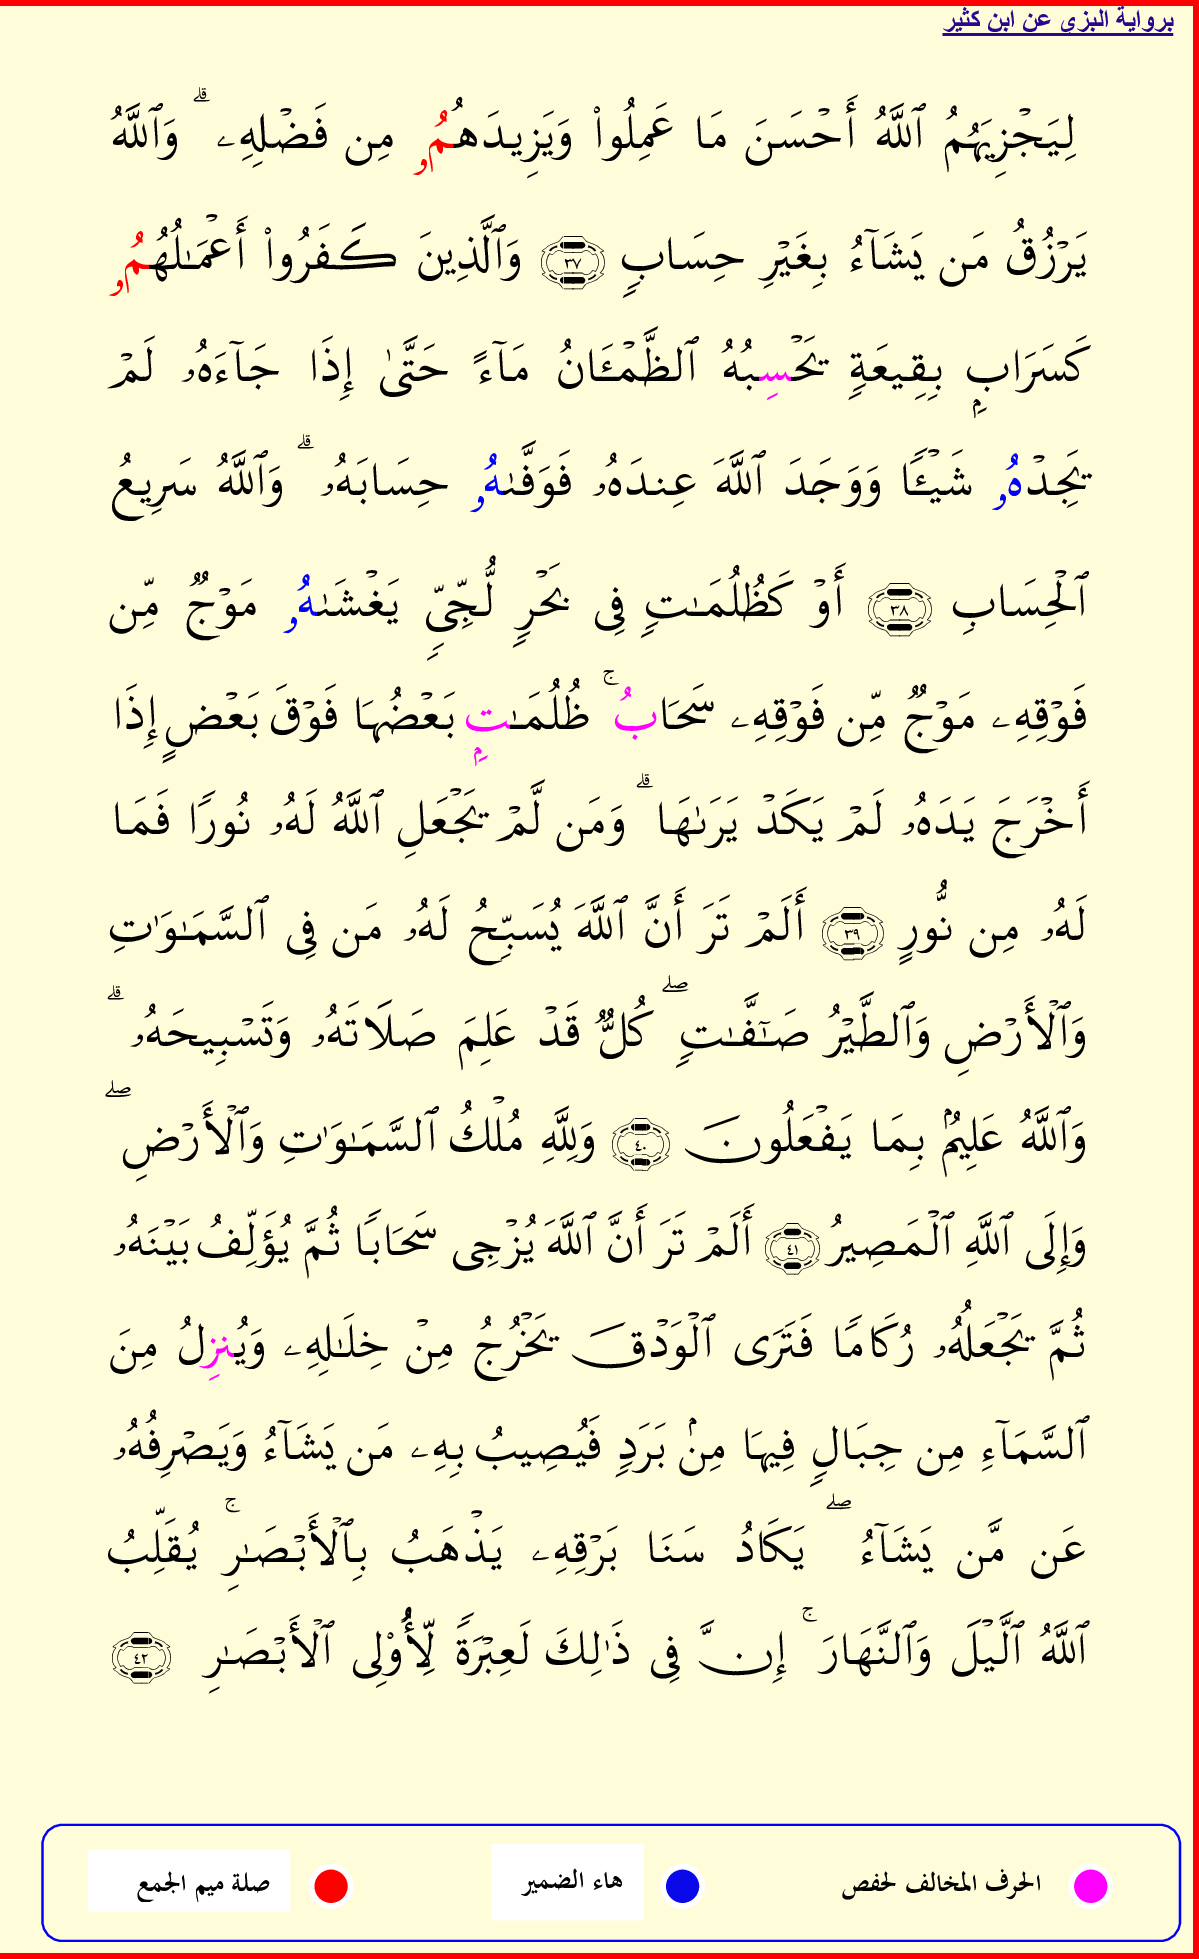 برواية البزي عن ابن كثير
لِيَجْزِيَهُمُ ٱللَّهُ أَحْسَنَ مَا عَمِلُوا۟ وَيَزِيدَهُمُۥ مِن فَضْلِهِۦ ۗ وَٱللَّهُ
يَرْزُقُ مَن يَشَآءُ بِغَيْرِ حِسَابٍ ٣٧ وَٱلَّذِينَ كَفَرُوا۟ أَعْمَـٰلُهُمُۥ
كَسَرَابٍۭ بِقِيعَةٍ يَحْسِبُهُ ٱلظَّمْـَٔانُ مَآءً حَتَّىٰ إِذَا جَآءَهُۥ لَمْ
يَجِدْهُۥ شَيْـًٔا وَوَجَدَ ٱللَّهَ عِندَهُۥ فَوَفَّىٰهُۥ حِسَابَهُۥ ۗ وَٱللَّهُ سَرِيعُ
ٱلْحِسَابِ ٣٨ أَوْ كَظُلُمَـٰتٍ فِى بَحْرٍ لُّجِّىٍّ يَغْشَىٰهُۥ مَوْجٌ مِّن
فَوْقِهِۦ مَوْجٌ مِّن فَوْقِهِۦ سَحَابُ ۚ ظُلُمَـٰتٍۭ بَعْضُهَا فَوْقَ بَعْضٍ إِذَا
أَخْرَجَ يَدَهُۥ لَمْ يَكَدْ يَرَىٰهَا ۗ وَمَن لَّمْ يَجْعَلِ ٱللَّهُ لَهُۥ نُورًا فَمَا
لَهُۥ مِن نُّورٍ ٣٩ أَلَمْ تَرَ أَنَّ ٱللَّهَ يُسَبِّحُ لَهُۥ مَن فِى ٱلسَّمَـٰوَٰتِ
وَٱلْأَرْضِ وَٱلطَّيْرُ صَـٰٓفَّـٰتٍ ۖ كُلٌّ قَدْ عَلِمَ صَلَاتَهُۥ وَتَسْبِيحَهُۥ ۗ
وَٱللَّهُ عَلِيمٌۢ بِمَا يَفْعَلُونَ ٤٠ وَلِلَّهِ مُلْكُ ٱلسَّمَـٰوَٰتِ وَٱلْأَرْضِ ۖ
وَإِلَى ٱللَّهِ ٱلْمَصِيرُ ٤١ أَلَمْ تَرَ أَنَّ ٱللَّهَ يُزْجِى سَحَابًا ثُمَّ يُؤَلِّفُ بَيْنَهُۥ
ثُمَّ يَجْعَلُهُۥ رُكَامًا فَتَرَى ٱلْوَدْقَ يَخْرُجُ مِنْ خِلَـٰلِهِۦ وَيُنزِلُ مِنَ
ٱلسَّمَآءِ مِن جِبَالٍ فِيهَا مِنۢ بَرَدٍ فَيُصِيبُ بِهِۦ مَن يَشَآءُ وَيَصْرِفُهُۥ
عَن مَّن يَشَآءُ ۖ يَكَادُ سَنَا بَرْقِهِۦ يَذْهَبُ بِٱلْأَبْصَـٰرِ ۚ يُقَلِّبُ
ٱللَّهُ ٱلَّيْلَ وَٱلنَّهَارَ ۚ إِنَّ فِى ذَٰلِكَ لَعِبْرَةً لِّأُو۟لِى ٱلْأَبْصَـٰرِ ٤٢
الحرف المخالف لحفص هاء الضمير صلة ميم الجمع